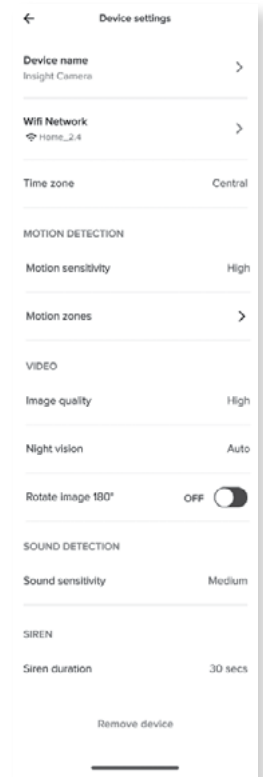 Device settings
Device name
Insight Camera
Wifi Network
Home_2.4
Time zone Central
MOTION DETECTION
Motion sensitivity High
Motion zones
VIDEO
Image quality High
Night vision Auto
Rotate image 180° OFF
SOUND DETECTION
Sound sensitivity Medium
SIREN
Siren duration 30 secs
Remove device